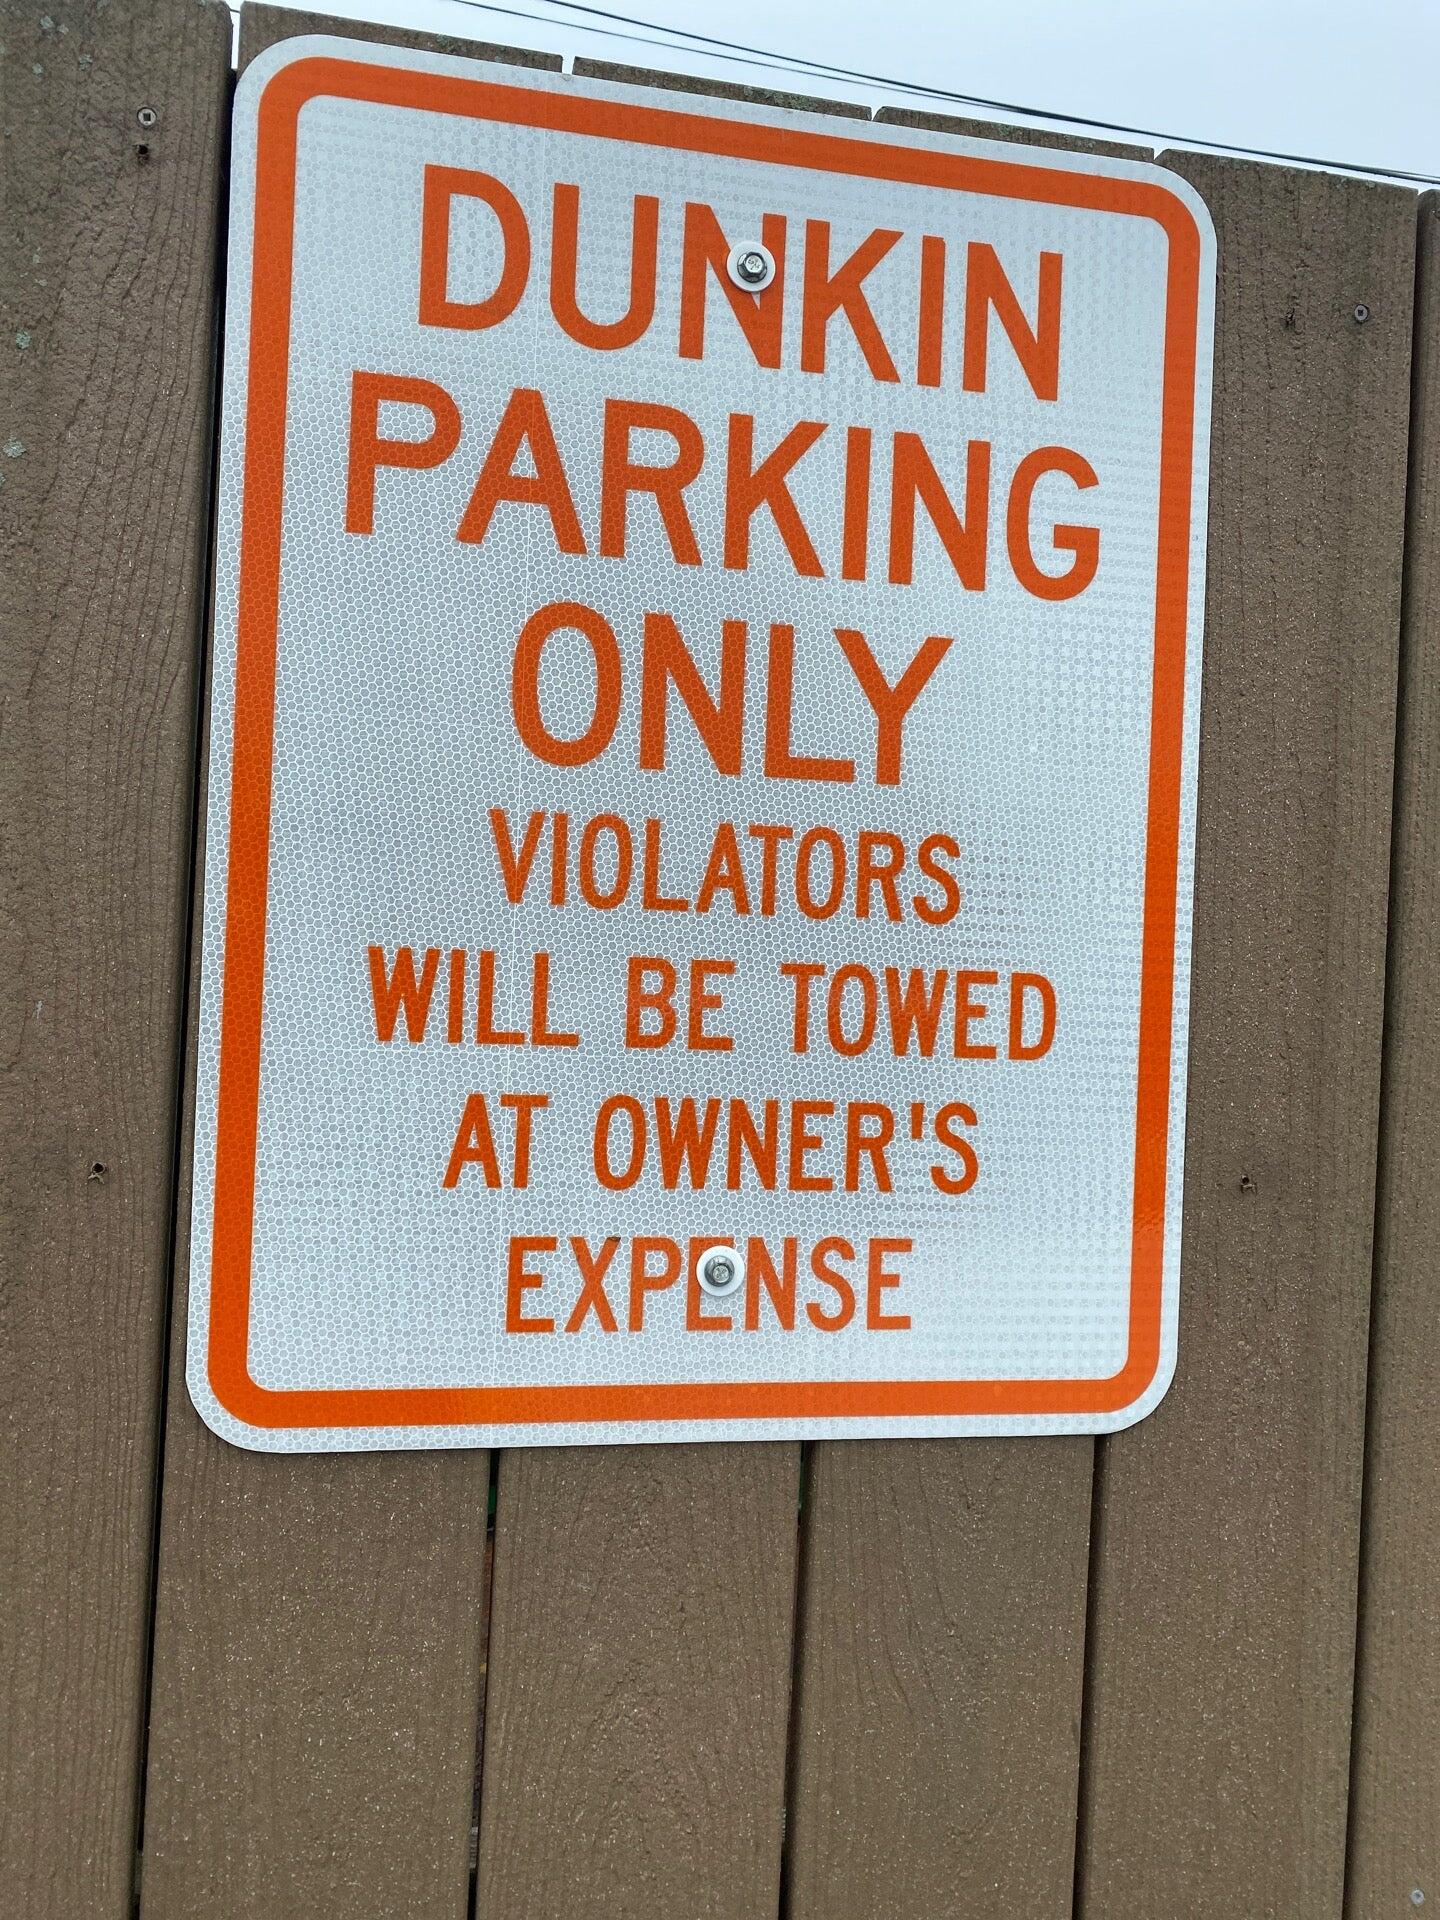 DUNKIN
PARKING
ONLY
VIOLATORS
WILL BE TOWED
AT OWNER'S
EXPENSE